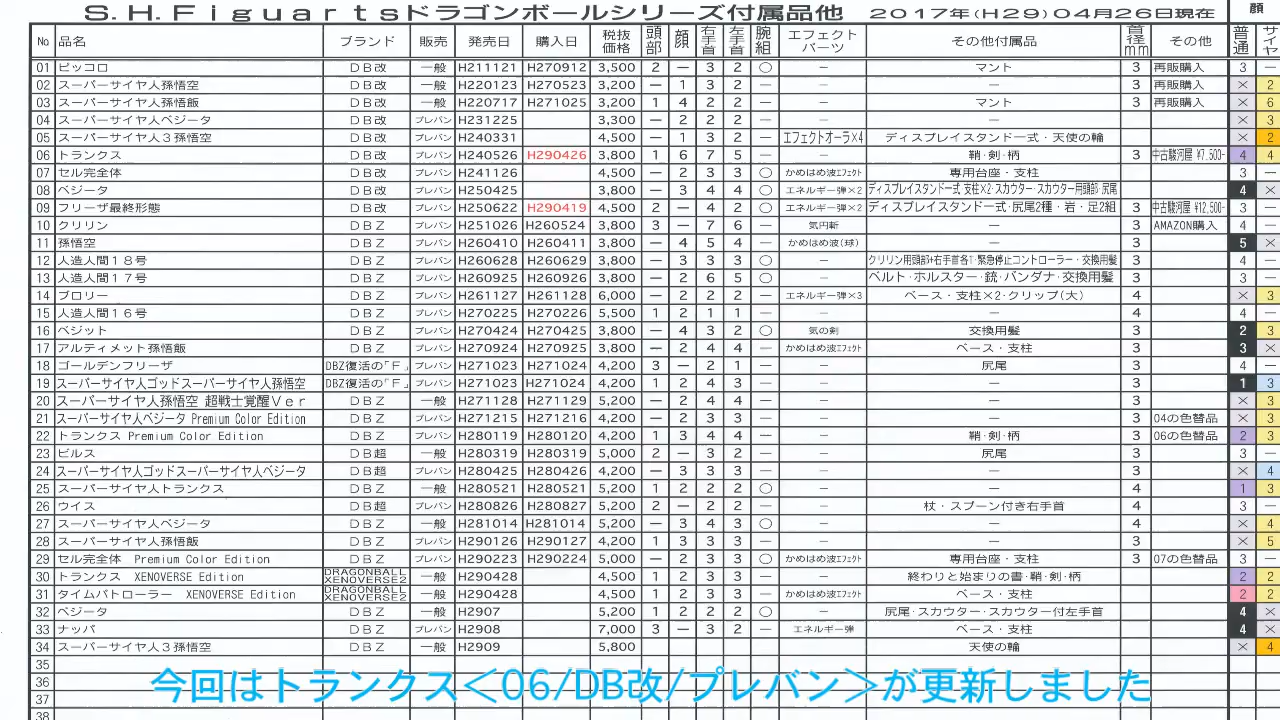 S.H.Figuartsドラゴンボールシリーズ付属品他 2017年(H29)04月26日現在 顔
No 品名 ブランド 販売 発売日 購入日 税抜価格 頭部 顔 右手首 左手首 腕組 エフェクトパーツ その他付属品 首径mm その他 普通 サイヤ
01 ピッコロ DB改 一般 H211121 H270912 3,500 2 － 3 2 ○ － マント 3 再販購入 3 －
02 スーパーサイヤ人孫悟空 DB改 一般 H220123 H270523 3,200 － 1 3 2 － － － 3 再販購入 × 2
03 スーパーサイヤ人孫悟飯 DB改 一般 H220717 H271025 3,200 1 4 2 2 － － マント 3 再販購入 × 6
04 スーパーサイヤ人ベジータ DB改 プレバン H231225 3,300 － 2 2 2 － － － × 3
05 スーパーサイヤ人3孫悟空 DB改 プレバン H240331 4,500 － 1 3 2 － エフェクトオーラ×4 ディスプレイスタンド一式・天使の輪 × 2
06 トランクス DB改 プレバン H240526 H290426 3,800 1 6 7 5 － － 鞘・剣・柄 3 中古駿河屋 ¥7,500- 4 4
07 セル完全体 DB改 プレバン H241126 4,500 － 2 3 3 ○ かめはめ波エフェクト 専用台座・支柱 3 －
08 ベジータ DB改 プレバン H250425 3,800 － 3 4 4 ○ エネルギー弾×2 ディスプレイスタンド一式 支柱×2・スカウター・スカウター用頭部・尻尾 4 ×
09 フリーザ最終形態 DB改 プレバン H250622 H290419 4,500 2 － 4 2 ○ エネルギー弾×2 ディスプレイスタンド一式・尻尾2種・岩・足2組 3 中古駿河屋 ¥12,500- 3 －
10 クリリン DB改 プレバン H251026 H260524 3,800 3 － 7 6 － 気円斬 － 3 AMAZON購入 4 －
11 孫悟空 DB改 プレバン H260410 H260411 3,800 － 4 5 4 － かめはめ波(球) － 3 5 ×
12 人造人間18号 DB改 プレバン H260628 H260629 3,800 － 3 3 3 ○ － クリリン用頭部+右手首各1・緊急停止コントローラー・交換用髪 3 4 －
13 人造人間17号 DB改 プレバン H260925 H260926 3,800 － 2 6 5 ○ － ベルト・ホルスター・銃・バンダナ・交換用髪 3 3 －
14 ブロリー DBZ プレバン H261127 H261128 6,000 － 2 2 2 － エネルギー弾×3 ベース・支柱×2・クリップ(大) 4 × 3
15 人造人間16号 DBZ プレバン H270225 H270226 5,500 1 2 1 1 － － － 4 4 －
16 ベジット DBZ プレバン H270424 H270425 3,800 － 4 3 2 ○ 気の剣 交換用髪 3 2 3
17 アルティメット孫悟飯 DBZ プレバン H270924 H270925 3,800 － 2 4 4 － かめはめ波エフェクト ベース・支柱 3 3 ×
18 ゴールデンフリーザ DBZ復活の「F」 プレバン H271023 H271024 4,200 3 － 2 1 － － 尻尾 3 4 －
19 スーパーサイヤ人ゴッドスーパーサイヤ人孫悟空 DBZ復活の「F」 プレバン H271023 H271024 4,200 1 2 4 3 － － － 3 1 3
20 スーパーサイヤ人孫悟空 超戦士覚醒Ver DBZ 一般 H271128 H271129 5,200 － 2 4 4 － － － 3 × 3
21 スーパーサイヤ人ベジータ Premium Color Edition DBZ プレバン H271215 H271216 4,200 － 2 3 3 － － － 3 04の色替品 × 3
22 トランクス Premium Color Edition DBZ プレバン H280119 H280120 4,200 1 3 4 4 － － 鞘・剣・柄 3 06の色替品 2 3
23 ビルス DB超 一般 H280319 H280319 5,000 2 － 3 2 － － 尻尾 3 3 －
24 スーパーサイヤ人ゴッドスーパーサイヤ人ベジータ DB超 プレバン H280425 H280426 4,200 － 3 3 3 － － － 3 × 4
25 スーパーサイヤ人トランクス DBZ 一般 H280521 H280521 5,200 1 2 2 2 ○ － － 4 1 3
26 ウイス DB超 プレバン H280826 H280827 5,200 2 － 2 2 － － 杖・スプーン付き右手首 4 3 －
27 スーパーサイヤ人ベジータ DBZ 一般 H281014 H281014 5,200 － 3 4 3 ○ － － 4 × 4
28 スーパーサイヤ人孫悟飯 DBZ プレバン H290126 H290127 4,200 1 3 3 3 － － － 3 × 5
29 セル完全体 Premium Color Edition DBZ プレバン H290223 H290224 5,000 － 2 3 3 ○ かめはめ波エフェクト 専用台座・支柱 3 07の色替品 3 －
30 トランクス XENOVERSE Edition DRAGONBALL XENOVERSE2 一般 H290428 4,500 1 2 3 3 － － 終わりと始まりの書・鞘・剣・柄 2 2
31 タイムパトローラー XENOVERSE Edition DRAGONBALL XENOVERSE2 一般 H290428 4,500 1 2 3 3 － かめはめ波エフェクト ベース・支柱 2 2
32 ベジータ DBZ 一般 H2907 5,200 1 2 2 2 ○ － 尻尾・スカウター・スカウター付左手首 4 ×
33 ナッパ DBZ プレバン H2908 7,000 3 － 3 2 － エネルギー弾 ベース・支柱 4 ×
34 スーパーサイヤ人3孫悟空 DBZ 一般 H2909 5,800 天使の輪 × 4
35
36
37
38
今回はトランクス＜06/DB改/プレバン＞が更新しました